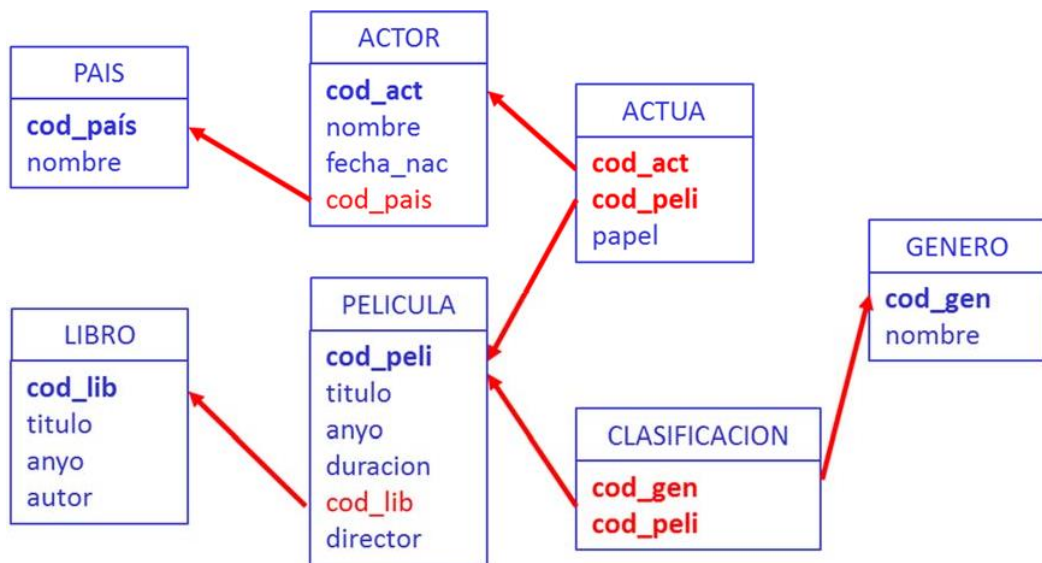 PAIS
cod_país
nombre
ACTOR
cod_act
nombre
fecha_nac
cod_pais
ACTUA
cod_act
cod_peli
papel
GENERO
cod_gen
nombre
LIBRO
cod_lib
titulo
anyo
autor
PELICULA
cod_peli
titulo
anyo
duracion
cod_lib
director
CLASIFICACION
cod_gen
cod_peli